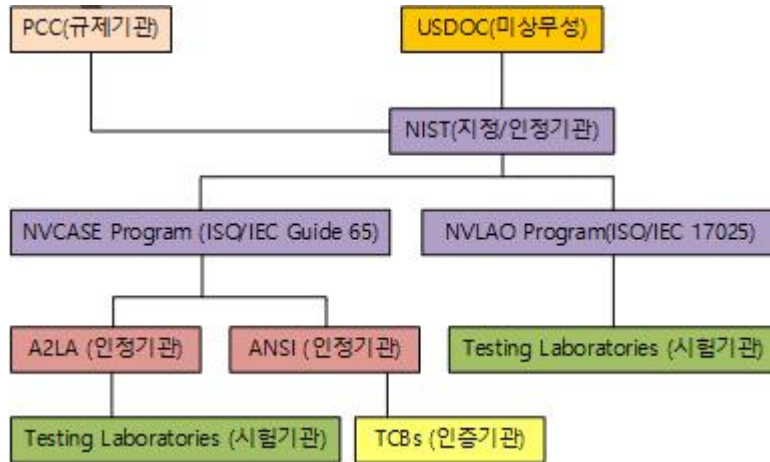 PCC(규제기관)
USDOC(미상무성)
NIST(지정/인정기관)
NVCASE Program (ISO/IEC Guide 65)
NVLAO Program(ISO/IEC 17025)
A2LA (인정기관)
ANSI (인정기관)
Testing Laboratories (시험기관)
Testing Laboratories (시험기관)
TCBs (인증기관)